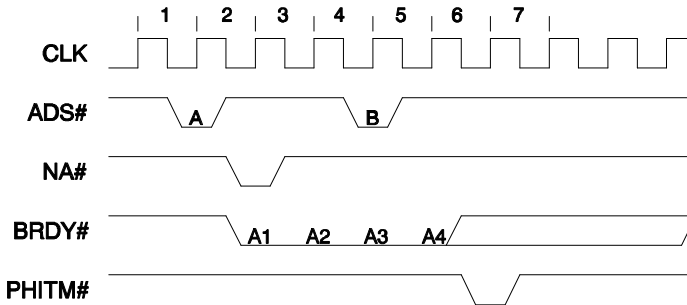 1 2 3 4 5 6 7
CLK
ADS# A B
NA#
BRDY# A1 A2 A3 A4
PHITM#